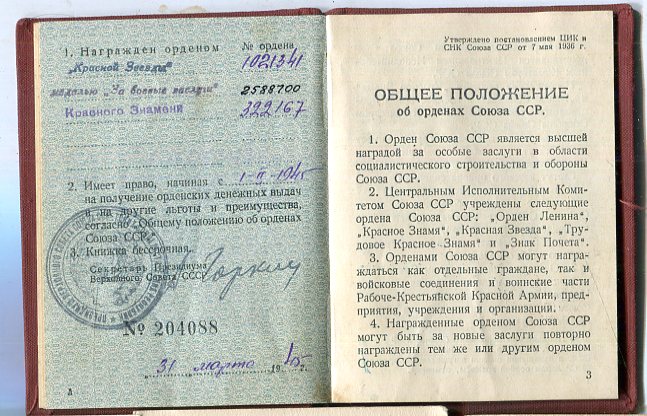 1. Награжден орденом № ордена
„Красной Звезды“ 1021341
медалью „За боевые заслуги“ 2588700
Красного Знамени 322167
2. Имеет право, начиная с 1-II-1945
на получение орденских денежных выдач
и на другие льготы и преимущества,
согласно Общему положению об орденах
Союза ССР.
3. Книжка бессрочная.
Секретарь Президиума
Верховного Совета СССР Горкин
№ 204088
31 марта 1945 г.
Утверждено постановлением ЦИК и
СНК Союза ССР от 7 мая 1936 г.
ОБЩЕЕ ПОЛОЖЕНИЕ
об орденах Союза ССР.
1. Орден Союза ССР является высшей
наградой за особые заслуги в области
социалистического строительства и обороны
Союза ССР.
2. Центральным Исполнительным Коми-
тетом Союза ССР учреждены следующие
ордена Союза ССР: „Орден Ленина“,
„Красное Знамя“, „Красная Звезда“, „Тру-
довое Красное Знамя“ и „Знак Почета“.
3. Орденами Союза ССР могут награ-
ждаться как отдельные граждане, так и
войсковые соединения и воинские части
Рабоче-Крестьянской Красной Армии, пред-
приятия, учреждения и организации.
4. Награжденные орденом Союза ССР
могут быть за новые заслуги повторно
награждены тем же или другим орденом
Союза ССР.
А
3